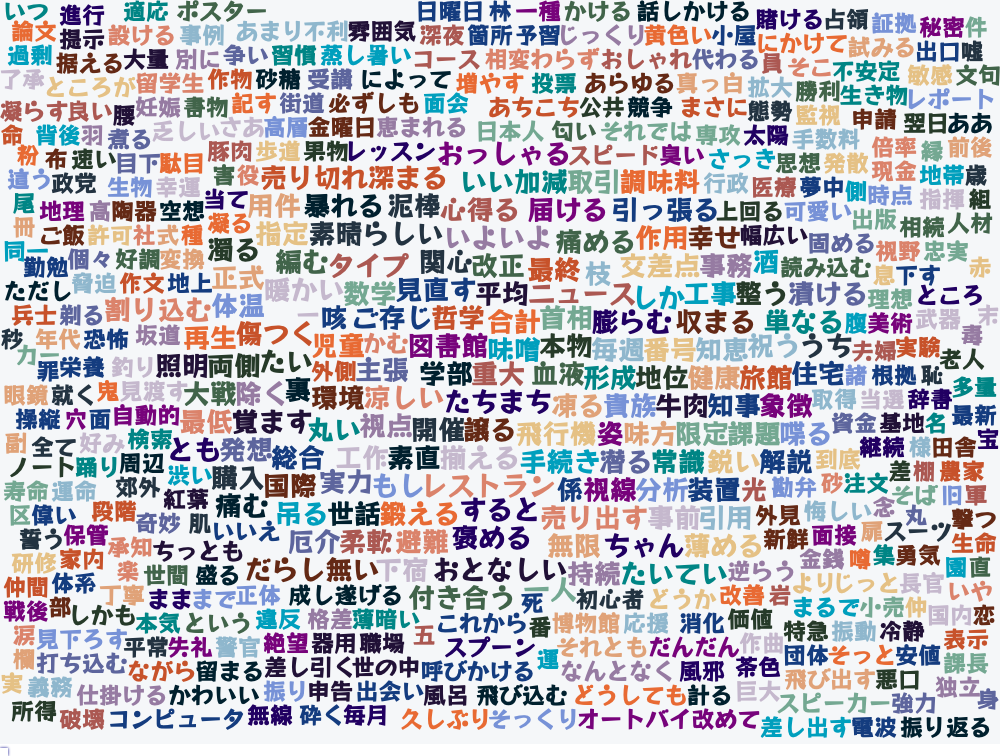 いつ 進行 適応 ポスター 日曜日 林 一種 かける 話しかける 賭ける 占領 証拠 秘密 件
論文 提示 設ける 事例 あまり 不利 雰囲気 深夜 箇所 予習 じっくり 黄色い 小屋 にかけて 試みる 出口 嘘
過剰 据える 大量 別に 争い 習慣 蒸し暑い コース 相変わらず おしゃれ 代わる 員 そこ 不安定 敏感 文句
了承 ところが 留学生 作物 砂糖 受講 によって 増やす 投票 あらゆる 真っ白 拡大 勝利 生き物 レポート
凝らす 良い 腰 妊娠 書物 記す 街道 必ずしも 面会 あちこち 公共 競争 まさに 態勢 監視 申請 翌日 ああ
命 背後 羽 煮る 乏しい さあ 高層 金曜日 恵まれる 日本人 匂い それでは 専攻 太陽 手数料 倍率 縁 前後
粉 布 速い 目下 駄目 豚肉 歩道 果物 レッスン おっしゃる スピード 臭い さっき 思想 発散 現金 地帯 歳
違う 政党 生物 幸運 害 役 売り切れ 深まる いい加減 取引 調味料 行政 医療 夢中 側 時点 指揮 組
尾 地理 高 陶器 空想 当て 用件 暴れる 泥棒 心得る 届ける 引っ張る 上回る 可愛い 出版 相続 人材
冊 ご飯 許可 社 式 種 凝る 指定 素晴らしい いよいよ 痛める 作用 幸せ 幅広い 固める 視野 忠実
同一 勤勉 個々 好調 変換 濁る 編む タイプ 関心 改正 最終 枝 交差点 事務 酒 読み込む 息 下す 赤
ただし 脅迫 作文 地上 正式 暖かい 数学 見直す 平均 ニュース しか 工事 整う 漬ける 理想 ところ
兵士 剃る 割り込む 体温 一咳 ご存じ 哲学 合計 首相 膨らむ 収まる 単なる 腹 美術 武器 末
秒 年代 恐怖 坂道 再生 傷つく 児童 かむ 図書館 味噌 本物 毎週 番号 知恵 祝う うち 夫婦 実験 毒
カー 罪 栄養 釣り 照明 両側 たい 外側 主張 学部 重大 血液 形成 地位 健康 旅館 住宅 諸 根拠 恥 老人
眼鏡 就く 鬼 見渡す 大戦 除く 裏 環境 涼しい たちまち 凍る 貴族 牛肉 知事 象徴 取得 当選 辞書 多量
操縦 穴 面 自動的 最低 覚ます 丸い 視点 開催 譲る 飛行機 姿 味方 限定 課題 喋る 資金 基地 名 最新
副 全て 好み 検索 とも 発想 総合 工作 素直 揃える 手続き 潜る 常識 鋭い 解説 到底 継続 様 田舎 宝
ノート 踊り 周辺 渋い 購入 国際 実力 もし レストラン 係 視線 分析 装置 光 勘弁 砂 注文 差 棚 農家
寿命 運命 郊外 紅葉 痛む 吊る 世話 鍛える すると 売り出す 事前 引用 外見 悔しい 念 そば 旧 軍
区 偉い 段階 奇妙 肌 いいえ 厄介 柔軟 避難 褒める 無限 ちゃん 薄める 新鮮 面接 扉 丸 スーツ 撃つ
誓う 保管 承知 ちっとも だらし無い 下宿 おとなしい 持続 たいてい 逆らう 金銭 噂 集 勇気 生命
研修 家内 楽 世間 盛る 園 直
仲間 体系 丁寧 まま まで 正体 成し遂げる 付き合う 一人 死 初心者 どうか 改善 岩 よりじっと 長官 いや
戦後 部 しかも 本気 という 違反 格差 薄暗い これから 番 博物館 応援 消化 価値 まるで 小売 仲 国内 恋
涙 見下ろす 平常 失礼 警官 絶望 器用 職場 五 スプーン それとも だんだん 作曲 特急 振動 冷静 表示
欄 打ち込む ながら 留まる 差し引く 世の中 呼びかける 運 なんとなく 風邪 茶色 団体 そっと 安値 課長
実 義務 仕掛ける かわいい 振り 申告 出会い 風呂 飛び込む どうしても 計る 巨大 飛び出す 悪口 独立 身
所得 破壊 コンピュータ 無線 砕く 毎月 久しぶり そっくり オートバイ 改めて スピーカー 強力
差し出す 電波 振り返る